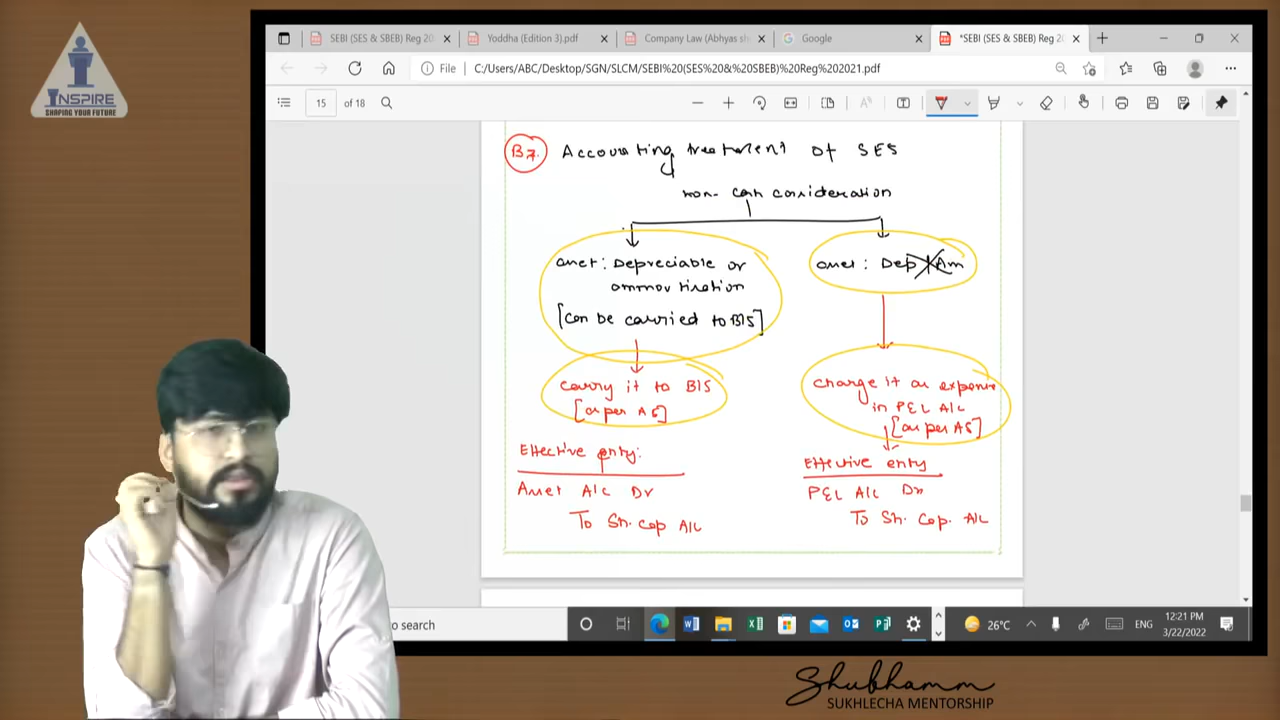 INSPIRE
SHAPING YOUR FUTURE
SEBI (SES & SBEB) Reg 20
Yoddha (Edition 3).pdf
Company Law (Abhyas sh
Google
*SEBI (SES & SBEB) Reg 2
File
C:/Users/ABC/Desktop/SGN/SLCM/SEBI%20(SES%20&%20SBEB)%20Reg%202021.pdf
15 of 18
B7. Accounting treatment of SES
non-cash consideration
asset: Depreciable or
ammortization
[can be carried to B/S]
asset: Dep/Am
carry it to B/S
[as per AS]
charge it as expense
in P&L A/C
[as per AS]
Effective entry:
Asset A/C Dr
To Sh. cap A/C
Effective entry
P&L A/C Dr
To Sh. Cap. A/C
o search
26°C
ENG
12:21 PM
3/22/2022
Shubhamm
SUKHLECHA MENTORSHIP